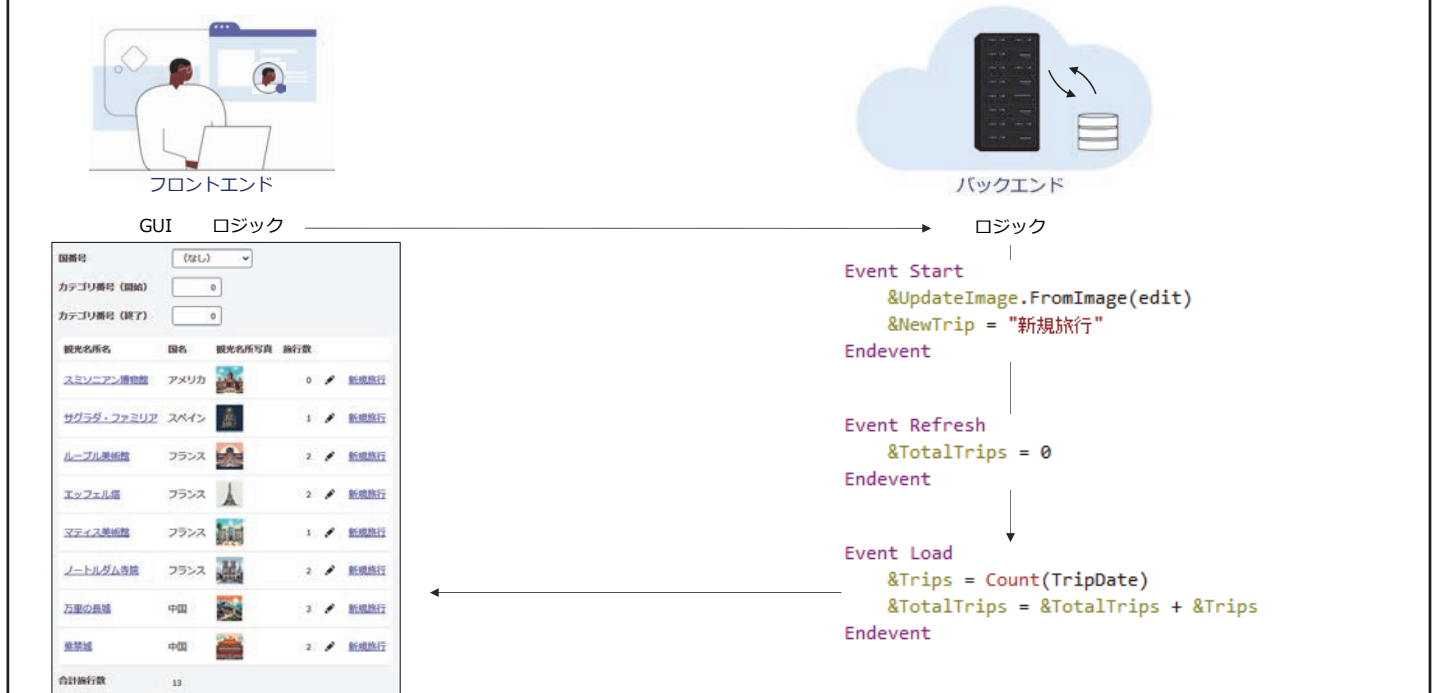 フロントエンド
バックエンド
GUI ロジック
ロジック
国番号 (なし)
カテゴリ番号 (開始) 0
カテゴリ番号 (終了) 0
観光名所名 国名 観光名所写真 旅行数
スミソニアン博物館 アメリカ 0 新規旅行
サグラダ・ファミリア スペイン 1 新規旅行
ルーブル美術館 フランス 2 新規旅行
エッフェル塔 フランス 2 新規旅行
マティス美術館 フランス 1 新規旅行
ノートルダム寺院 フランス 2 新規旅行
万里の長城 中国 3 新規旅行
紫禁城 中国 2 新規旅行
合計旅行数 13
Event Start
&UpdateImage.FromImage(edit)
&NewTrip = "新規旅行"
Endevent
Event Refresh
&TotalTrips = 0
Endevent
Event Load
&Trips = Count(TripDate)
&TotalTrips = &TotalTrips + &Trips
Endevent